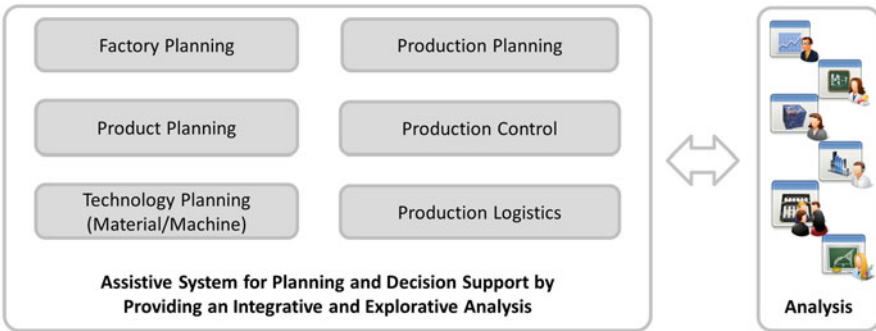 Factory Planning
Production Planning
Product Planning
Production Control
Technology Planning
(Material/Machine)
Production Logistics
Assistive System for Planning and Decision Support by
Providing an Integrative and Explorative Analysis
Analysis